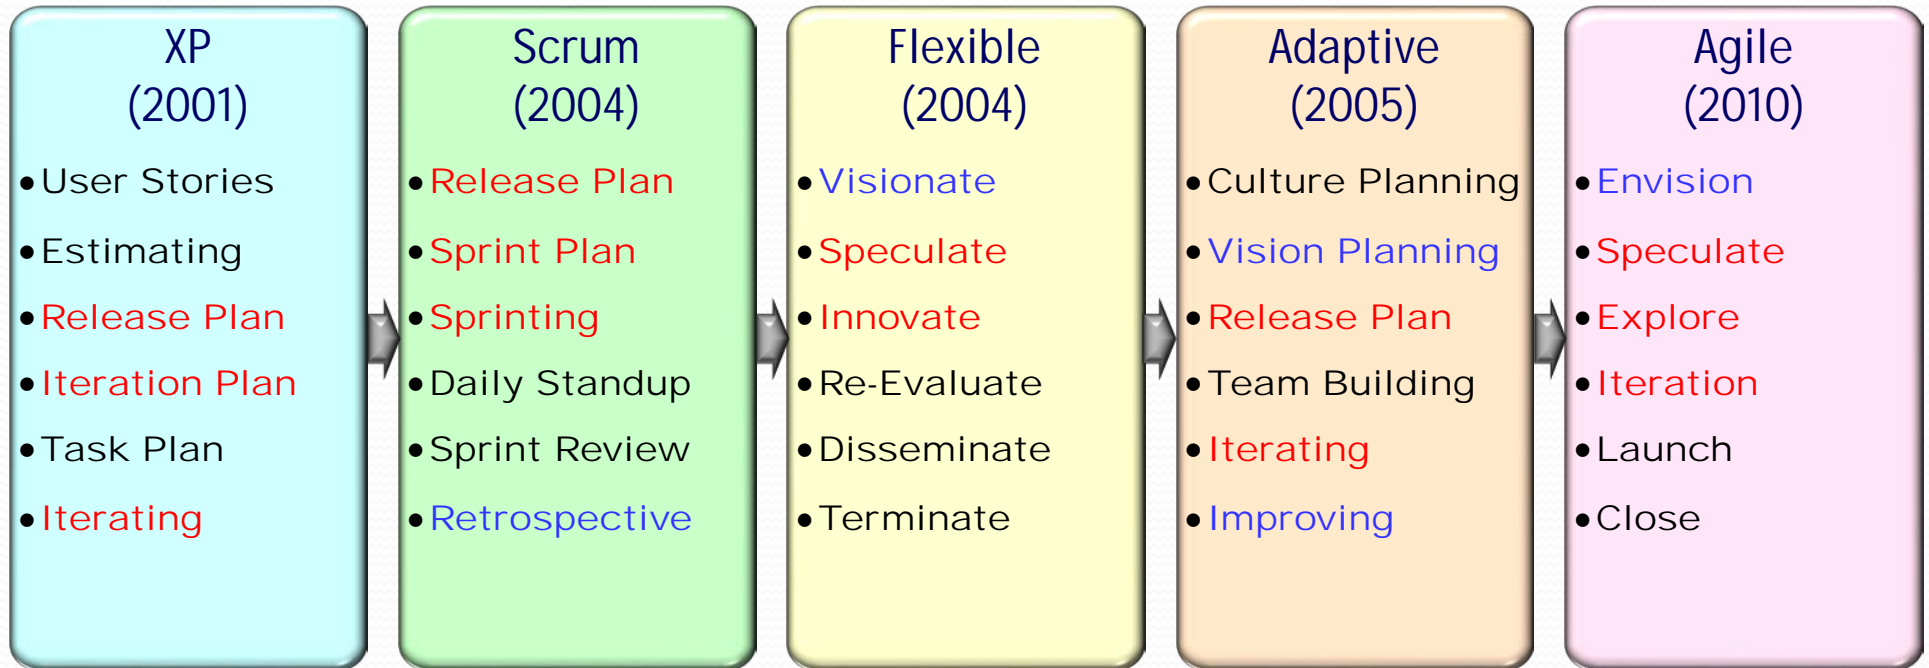 XP
(2001)
•User Stories
•Estimating
•Release Plan
•Iteration Plan
•Task Plan
•Iterating
Scrum
(2004)
•Release Plan
•Sprint Plan
•Sprinting
•Daily Standup
•Sprint Review
•Retrospective
Flexible
(2004)
•Visionate
•Speculate
•Innovate
•Re-Evaluate
•Disseminate
•Terminate
Adaptive
(2005)
•Culture Planning
•Vision Planning
•Release Plan
•Team Building
•Iterating
•Improving
Agile
(2010)
•Envision
•Speculate
•Explore
•Iteration
•Launch
•Close